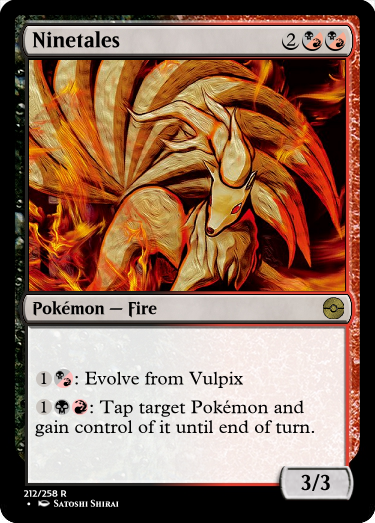 Ninetales 2
Pokémon — Fire
1 : Evolve from Vulpix
1 : Tap target Pokémon and
gain control of it until end of turn.
3/3
212/258 R
• Satoshi Shirai